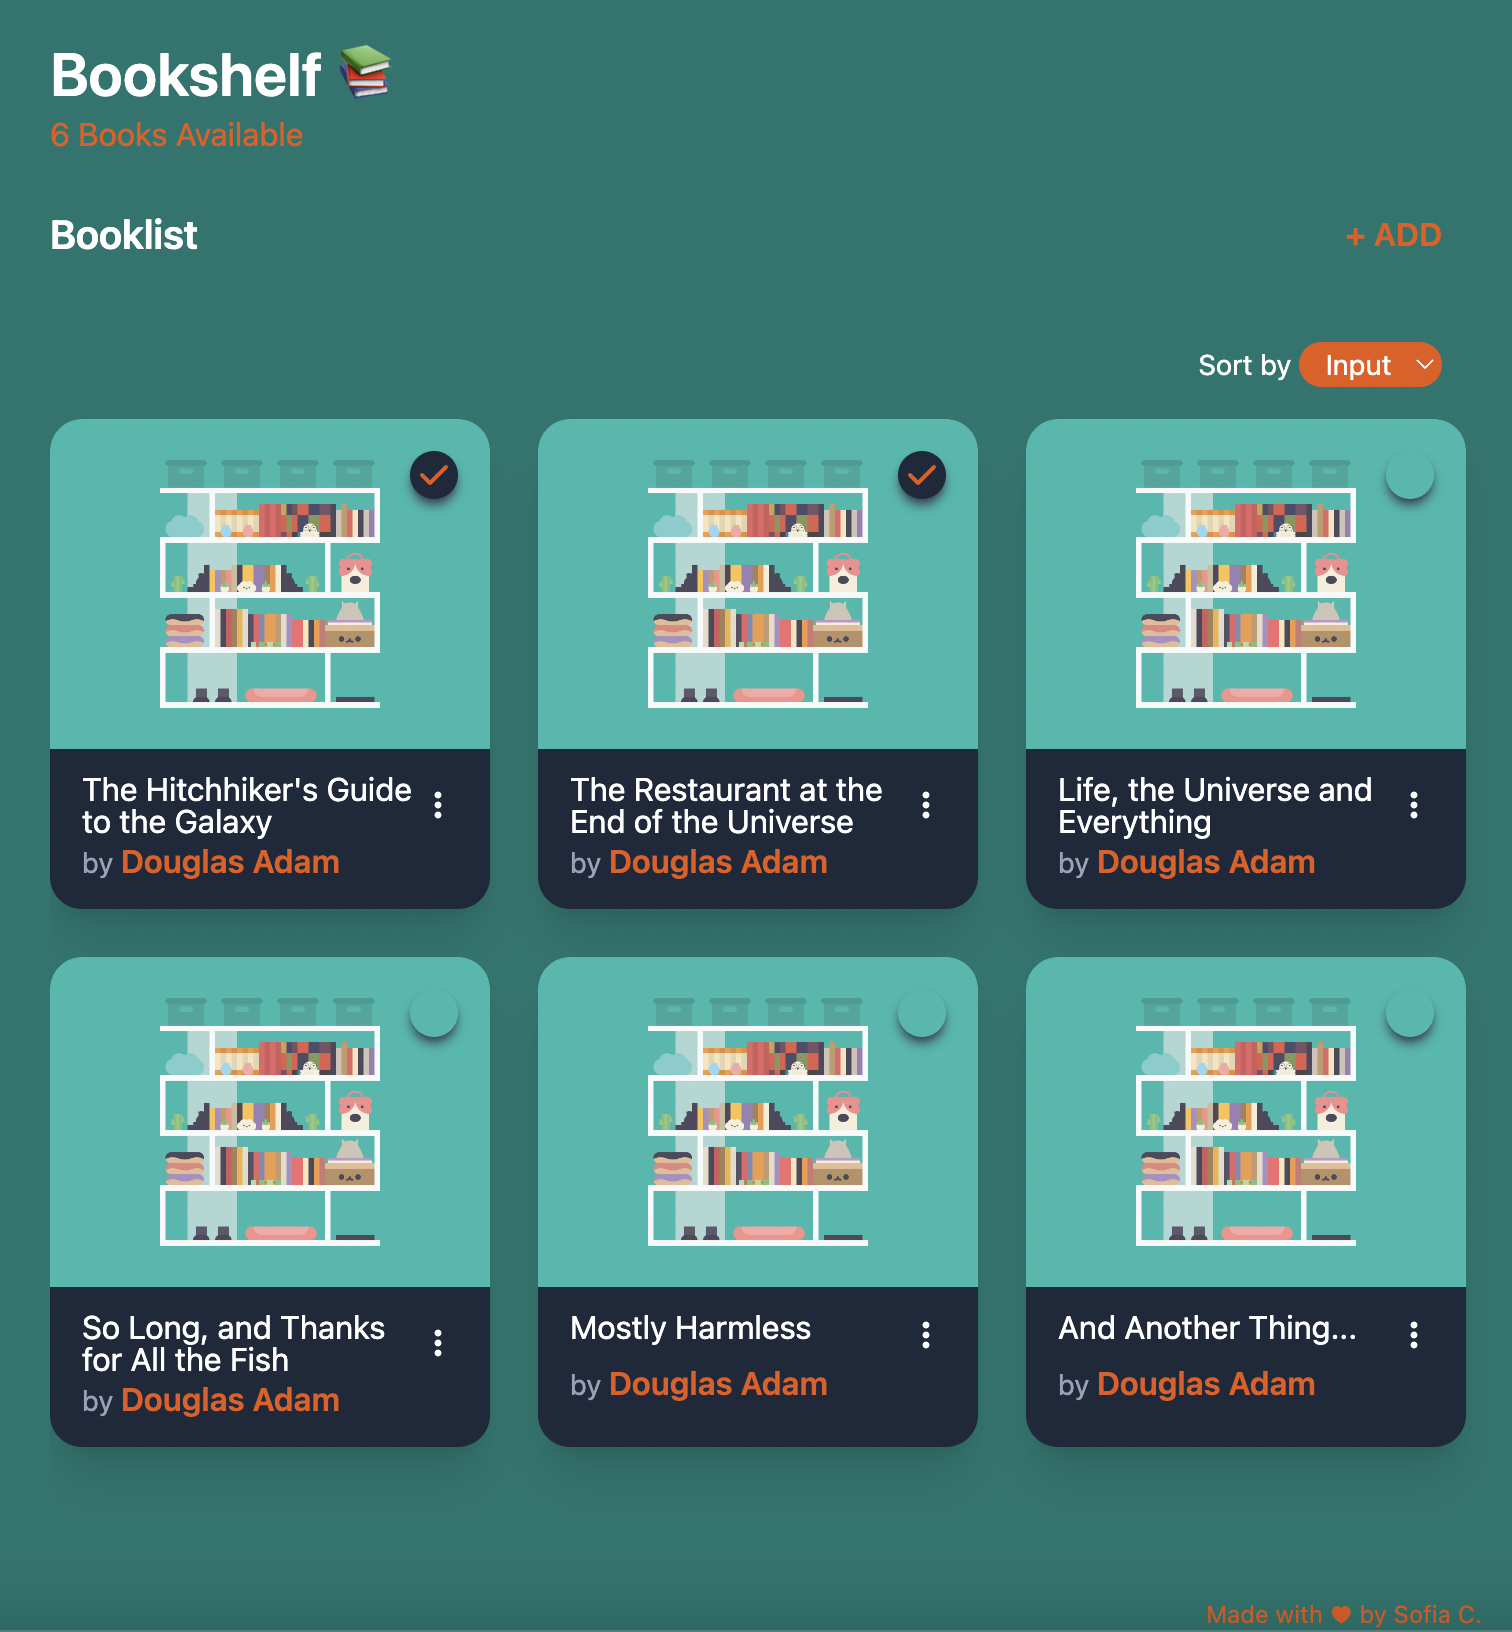 Bookshelf 📚
6 Books Available
Booklist
+ ADD
Sort by Input
The Hitchhiker's Guide
to the Galaxy
by Douglas Adam
The Restaurant at the
End of the Universe
by Douglas Adam
Life, the Universe and
Everything
by Douglas Adam
So Long, and Thanks
for All the Fish
by Douglas Adam
Mostly Harmless
by Douglas Adam
And Another Thing...
by Douglas Adam
Made with ♥ by Sofia C.